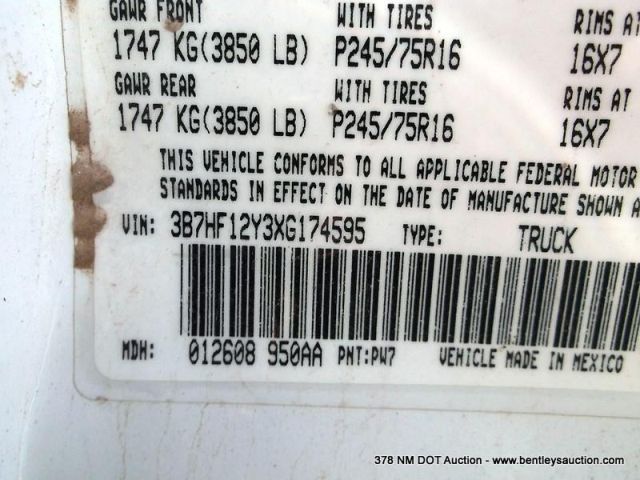 GAWR FRONT WITH TIRES RIMS AT
1747 KG(3850 LB) P245/75R16 16X7
GAWR REAR WITH TIRES RIMS AT
1747 KG(3850 LB) P245/75R16 16X7
THIS VEHICLE CONFORMS TO ALL APPLICABLE FEDERAL MOTOR
STANDARDS IN EFFECT ON THE DATE OF MANUFACTURE SHOWN A
VIN: 3B7HF12Y3XG174595 TYPE: TRUCK
MDH: 012608 950AA PNT:PW7 VEHICLE MADE IN MEXICO
378 NM DOT Auction - www.bentleysauction.com